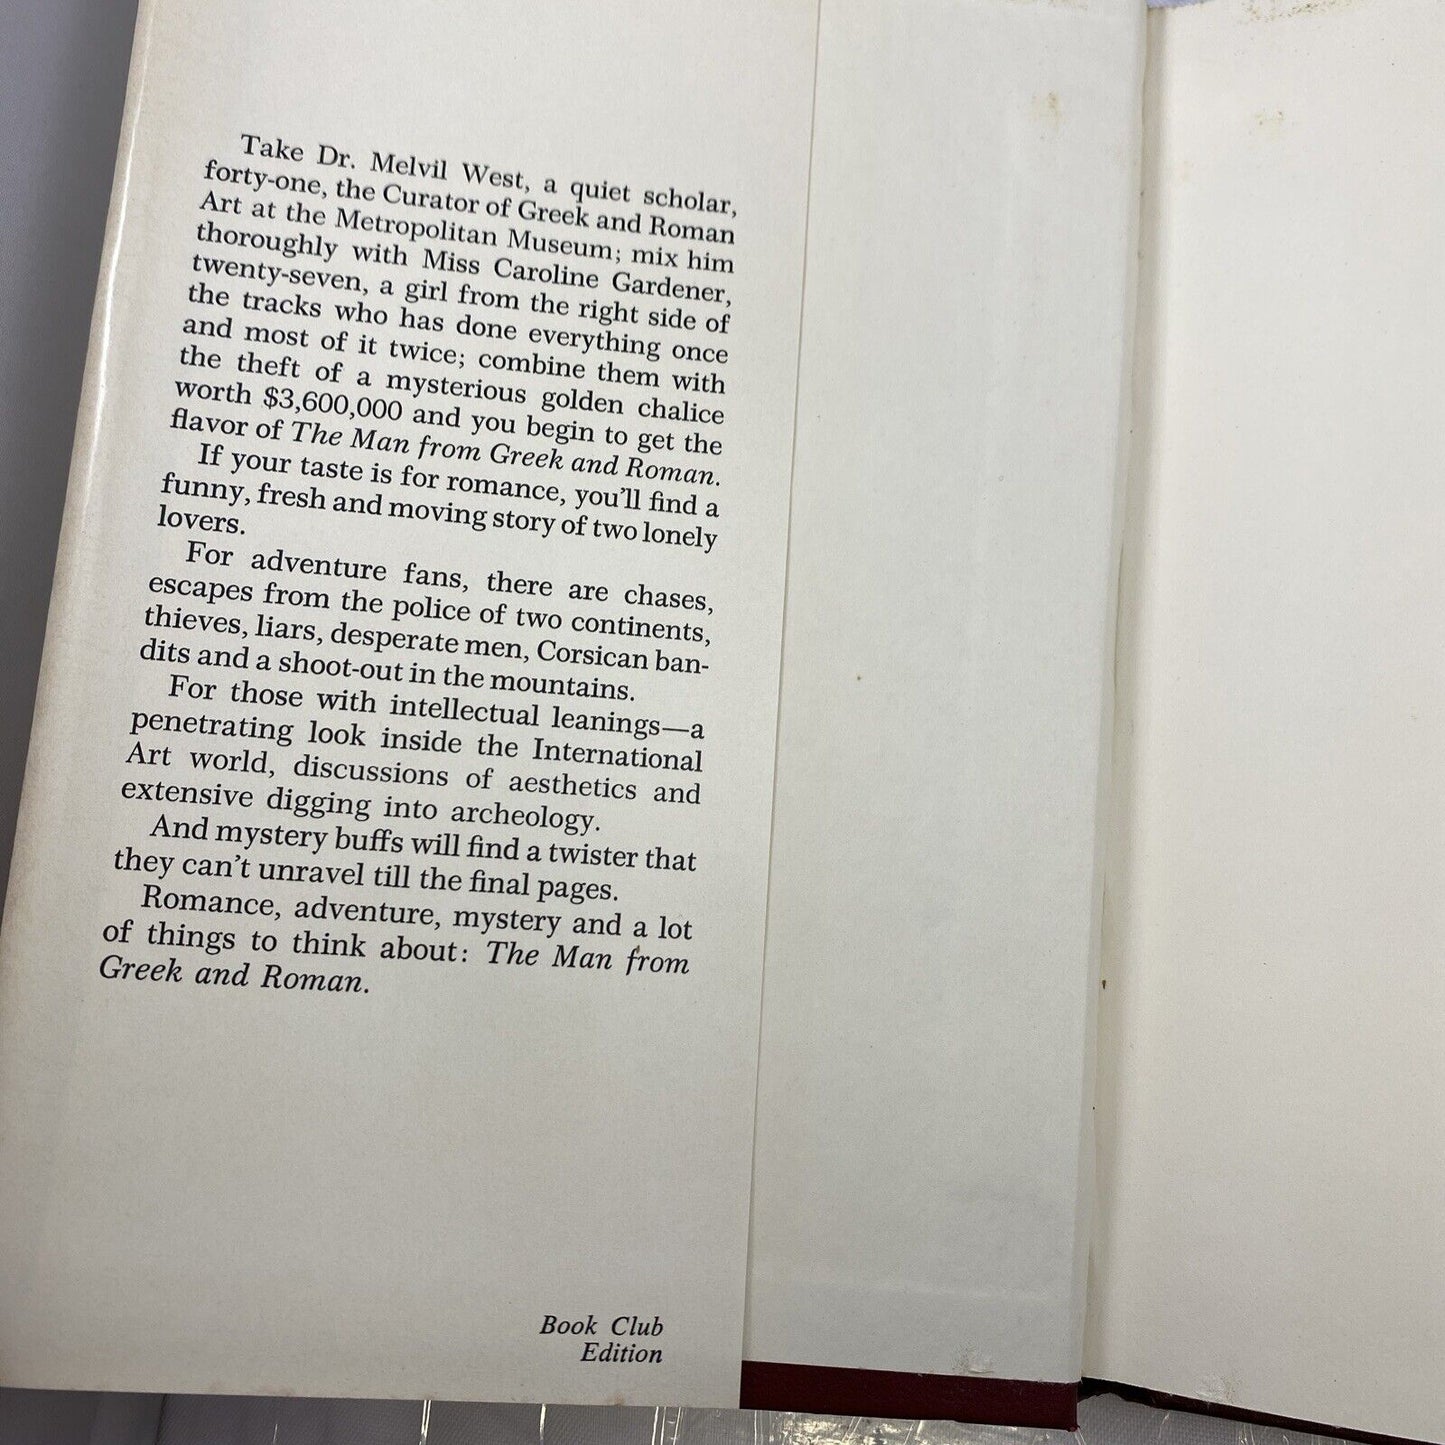 Take Dr. Melvil West, a quiet scholar,
forty-one, the Curator of Greek and Roman
Art at the Metropolitan Museum; mix him
thoroughly with Miss Caroline Gardener,
twenty-seven, a girl from the right side of
the tracks who has done everything once
and most of it twice; combine them with
the theft of a mysterious golden chalice
worth $3,600,000 and you begin to get the
flavor of The Man from Greek and Roman.
If your taste is for romance, you'll find a
funny, fresh and moving story of two lonely
lovers.
For adventure fans, there are chases,
escapes from the police of two continents,
thieves, liars, desperate men, Corsican ban-
dits and a shoot-out in the mountains.
For those with intellectual leanings—a
penetrating look inside the International
Art world, discussions of aesthetics and
extensive digging into archeology.
And mystery buffs will find a twister that
they can't unravel till the final pages.
Romance, adventure, mystery and a lot
of things to think about: The Man from
Greek and Roman.
Book Club
Edition